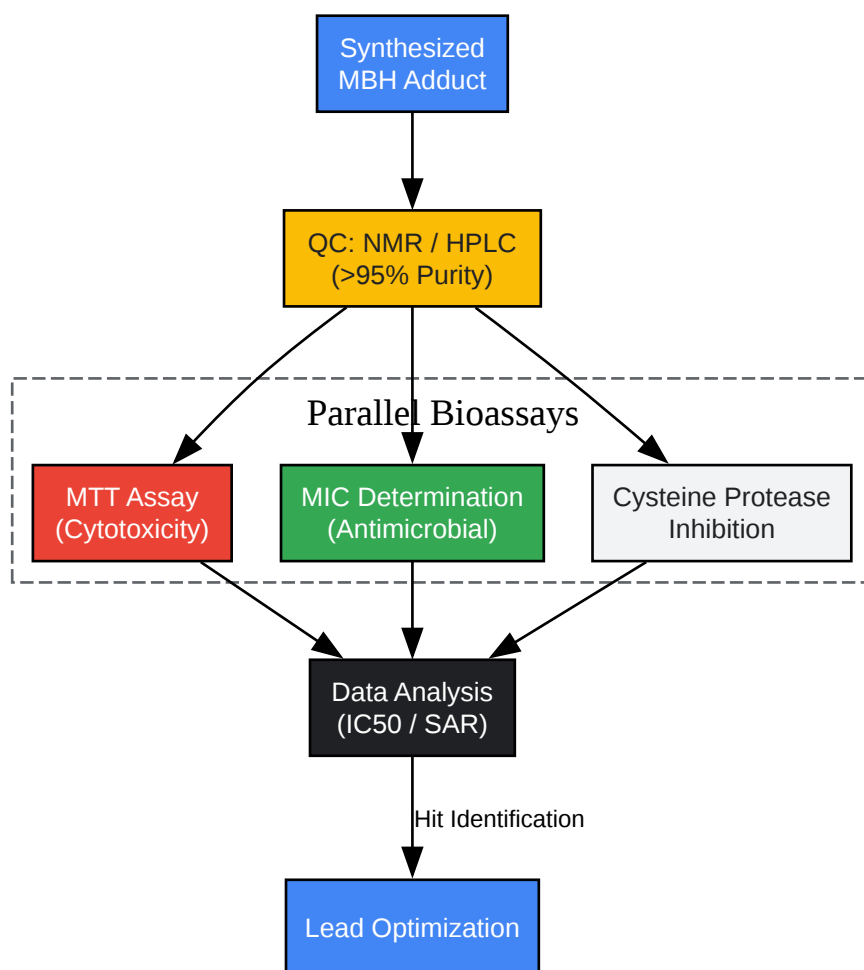 Synthesized
MBH Adduct
QC: NMR / HPLC
(>95% Purity)
Parallel Bioassays
MTT Assay
(Cytotoxicity)
MIC Determination
(Antimicrobial)
Cysteine Protease
Inhibition
Data Analysis
(IC50 / SAR)
Hit Identification
Lead Optimization